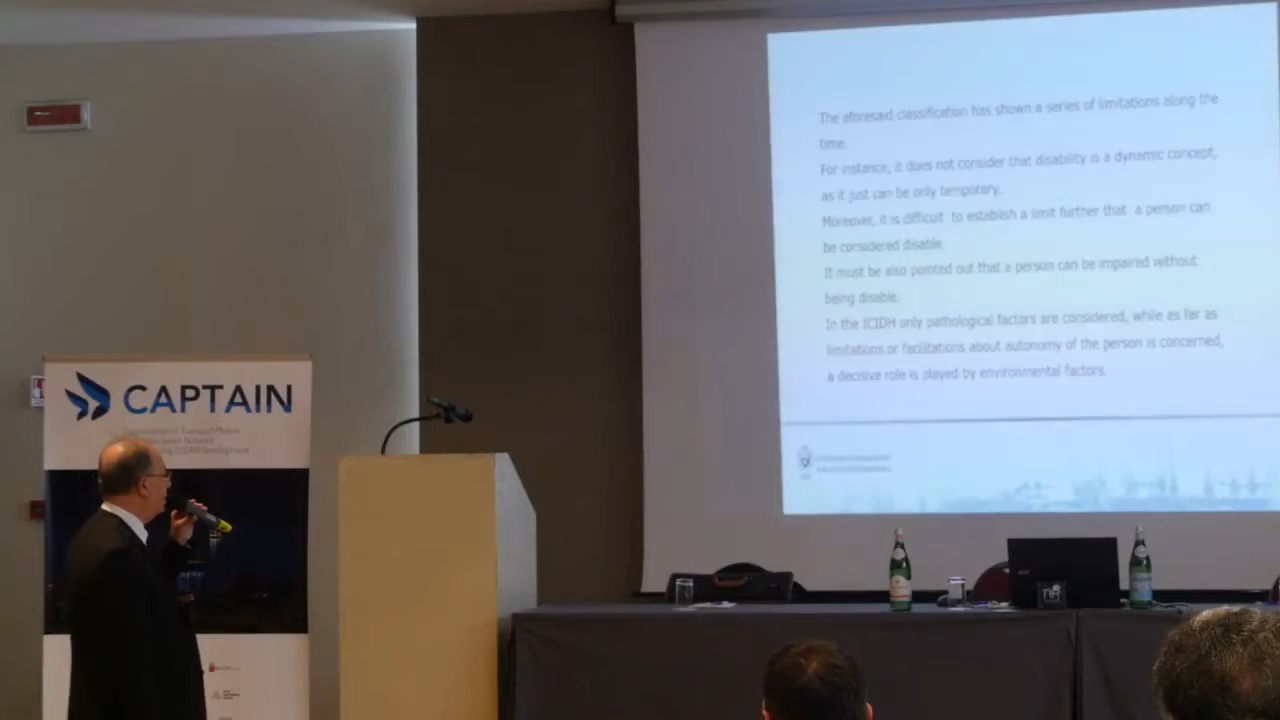 The aforesaid classification has shown a series of limitations along the
time.
For instance, it does not consider that disability is a dynamic concept,
as it just can be only temporary.
Moreover, it is difficult to establish a limit further that a person can
be considered disable.
It must be also pointed out that a person can be impaired without
being disable.
In the ICIDH only pathological factors are considered, while as far as
limitations or facilitations about autonomy of the person is concerned,
a decisive role is played by environmental factors.
CAPTAIN